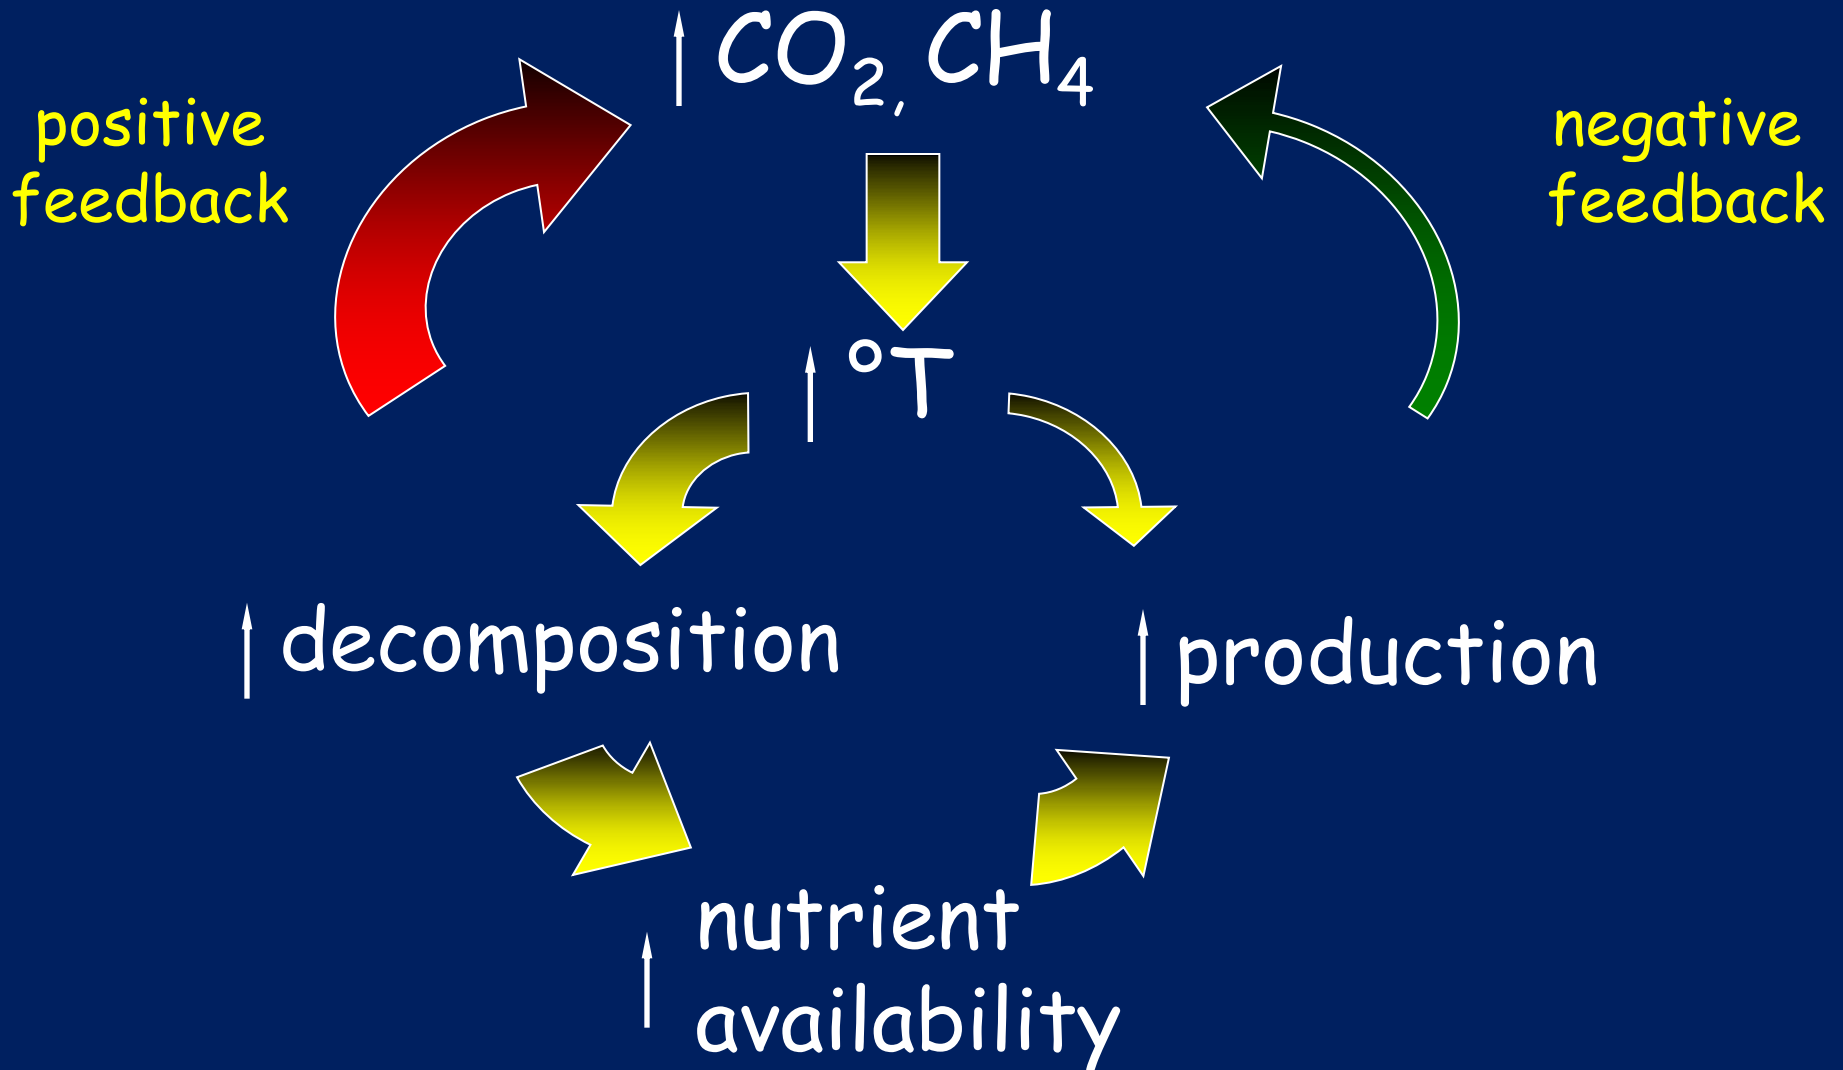 ↑ CO₂, CH₄
positive
feedback
negative
feedback
↑ °T
↑ decomposition
↑ production
↑ nutrient
availability